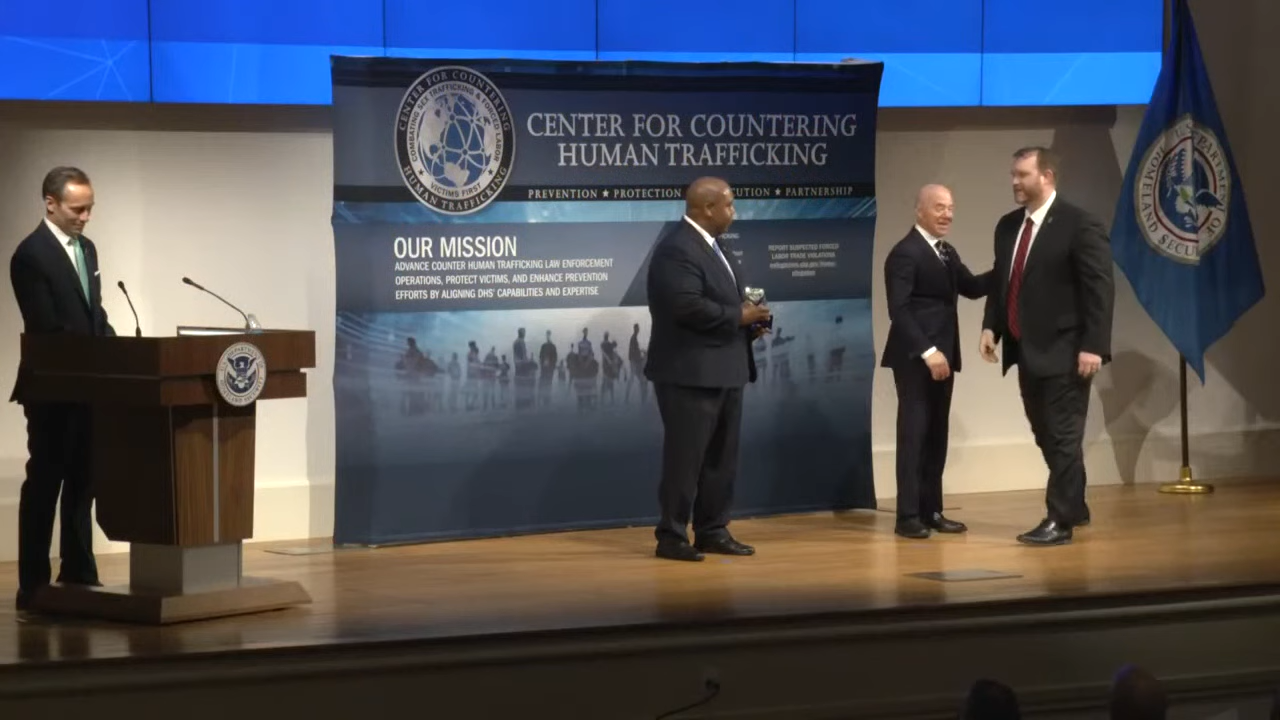 CENTER FOR COUNTERING
COMBATING SEX TRAFFICKING & FORCED LABOR
VICTIMS FIRST
HUMAN TRAFFICKING
CENTER FOR COUNTERING
HUMAN TRAFFICKING
PREVENTION ★ PROTECTION CUTION ★ PARTNERSHIP
OUR MISSION
ADVANCE COUNTER HUMAN TRAFFICKING LAW ENFORCEMENT
OPERATIONS, PROTECT VICTIMS, AND ENHANCE PREVENTION
EFFORTS BY ALIGNING DHS' CAPABILITIES AND EXPERTISE
REPORT SUSPECTED FORCED
LABOR TRADE VIOLATIONS